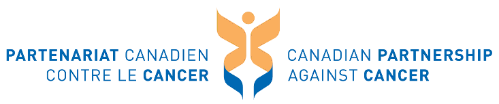 PARTENARIAT CANADIEN
CONTRE LE CANCER
CANADIAN PARTNERSHIP
AGAINST CANCER